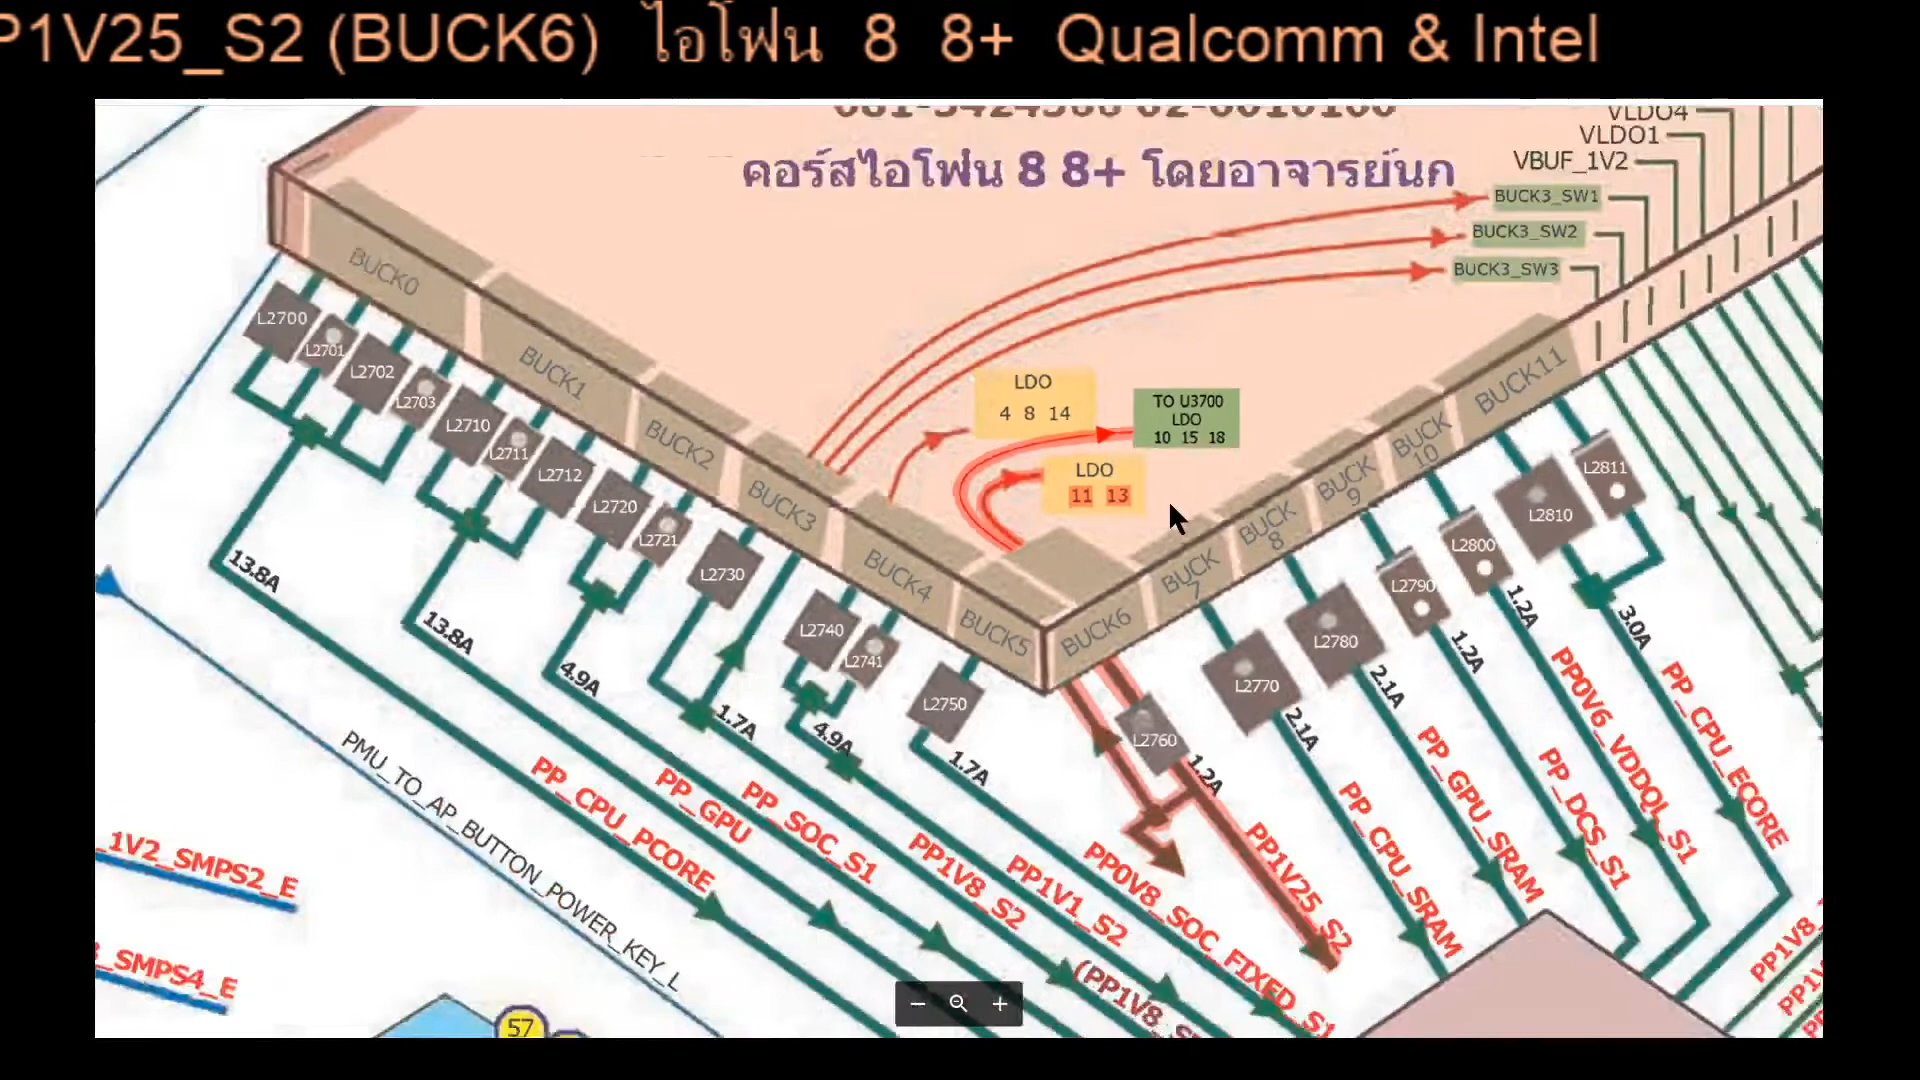 P1V25_S2 (BUCK6) ไอโฟน 8 8+ Qualcomm & Intel
คอร์สไอโฟน 8 8+ โดยอาจารย์นก
VLDO4
VLDO1
VBUF_1V2
BUCK3_SW1
BUCK3_SW2
BUCK3_SW3
BUCK0
BUCK1
BUCK2
BUCK3
BUCK4
BUCK5
BUCK6
BUCK
7
BUCK
8
BUCK
9
BUCK
10
BUCK11
LDO
4 8 14
TO U3700
LDO
10 15 18
LDO
11 13
L2700
L2701
L2702
L2703
L2710
L2711
L2712
L2720
L2721
L2730
L2740
L2741
L2750
L2760
L2770
L2780
L2790
L2800
L2810
L2811
13.8A
13.8A
4.9A
1.7A
4.9A
1.7A
1.2A
2.1A
2.1A
1.2A
1.2A
3.0A
PMU_TO_AP_BUTTON_POWER_KEY_L
PP_CPU_PCORE
PP_GPU
PP_SOC_S1
PP1V8_S2
PP1V1_S2
PP0V8_SOC_FIXED_S1
PP1V25_S2
PP_CPU_SRAM
PP_GPU_SRAM
PP_DCS_S1
PP0V6_VDDQL_S1
PP_CPU_ECORE
_1V2_SMPS2_E
_SMPS4_E
(PP1V8_S
PP1V8_
PP1V
57